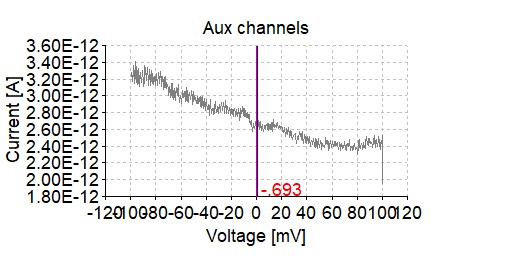 Aux channels
Current [A]
3.60E-12
3.40E-12
3.20E-12
3.00E-12
2.80E-12
2.60E-12
2.40E-12
2.20E-12
2.00E-12
1.80E-12
-.693
-120 -100 -80 -60 -40 -20 0 20 40 60 80 100 120
Voltage [mV]